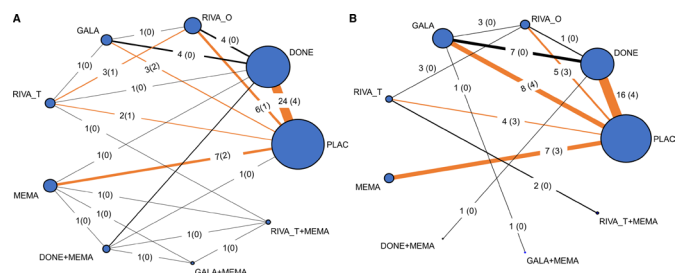 A
RIVA_O
GALA
1(0)
4 (0)
4 (0)
DONE
3(1)
3(2)
RIVA_T
1(0)
24 (4)
6(1)
2(1)
1(0)
PLAC
7(2)
MEMA
1(0)
1(0)
1(0)
1(0)
1(0)
RIVA_T+MEMA
1(0)
1(0)
DONE+MEMA
GALA+MEMA
B
RIVA_O
GALA
3 (0)
1 (0)
7 (0)
DONE
3 (0)
5 (3)
1 (0)
8 (4)
16 (4)
RIVA_T
4 (3)
PLAC
7 (3)
MEMA
2 (0)
1 (0)
1 (0)
RIVA_T+MEMA
DONE+MEMA
GALA+MEMA